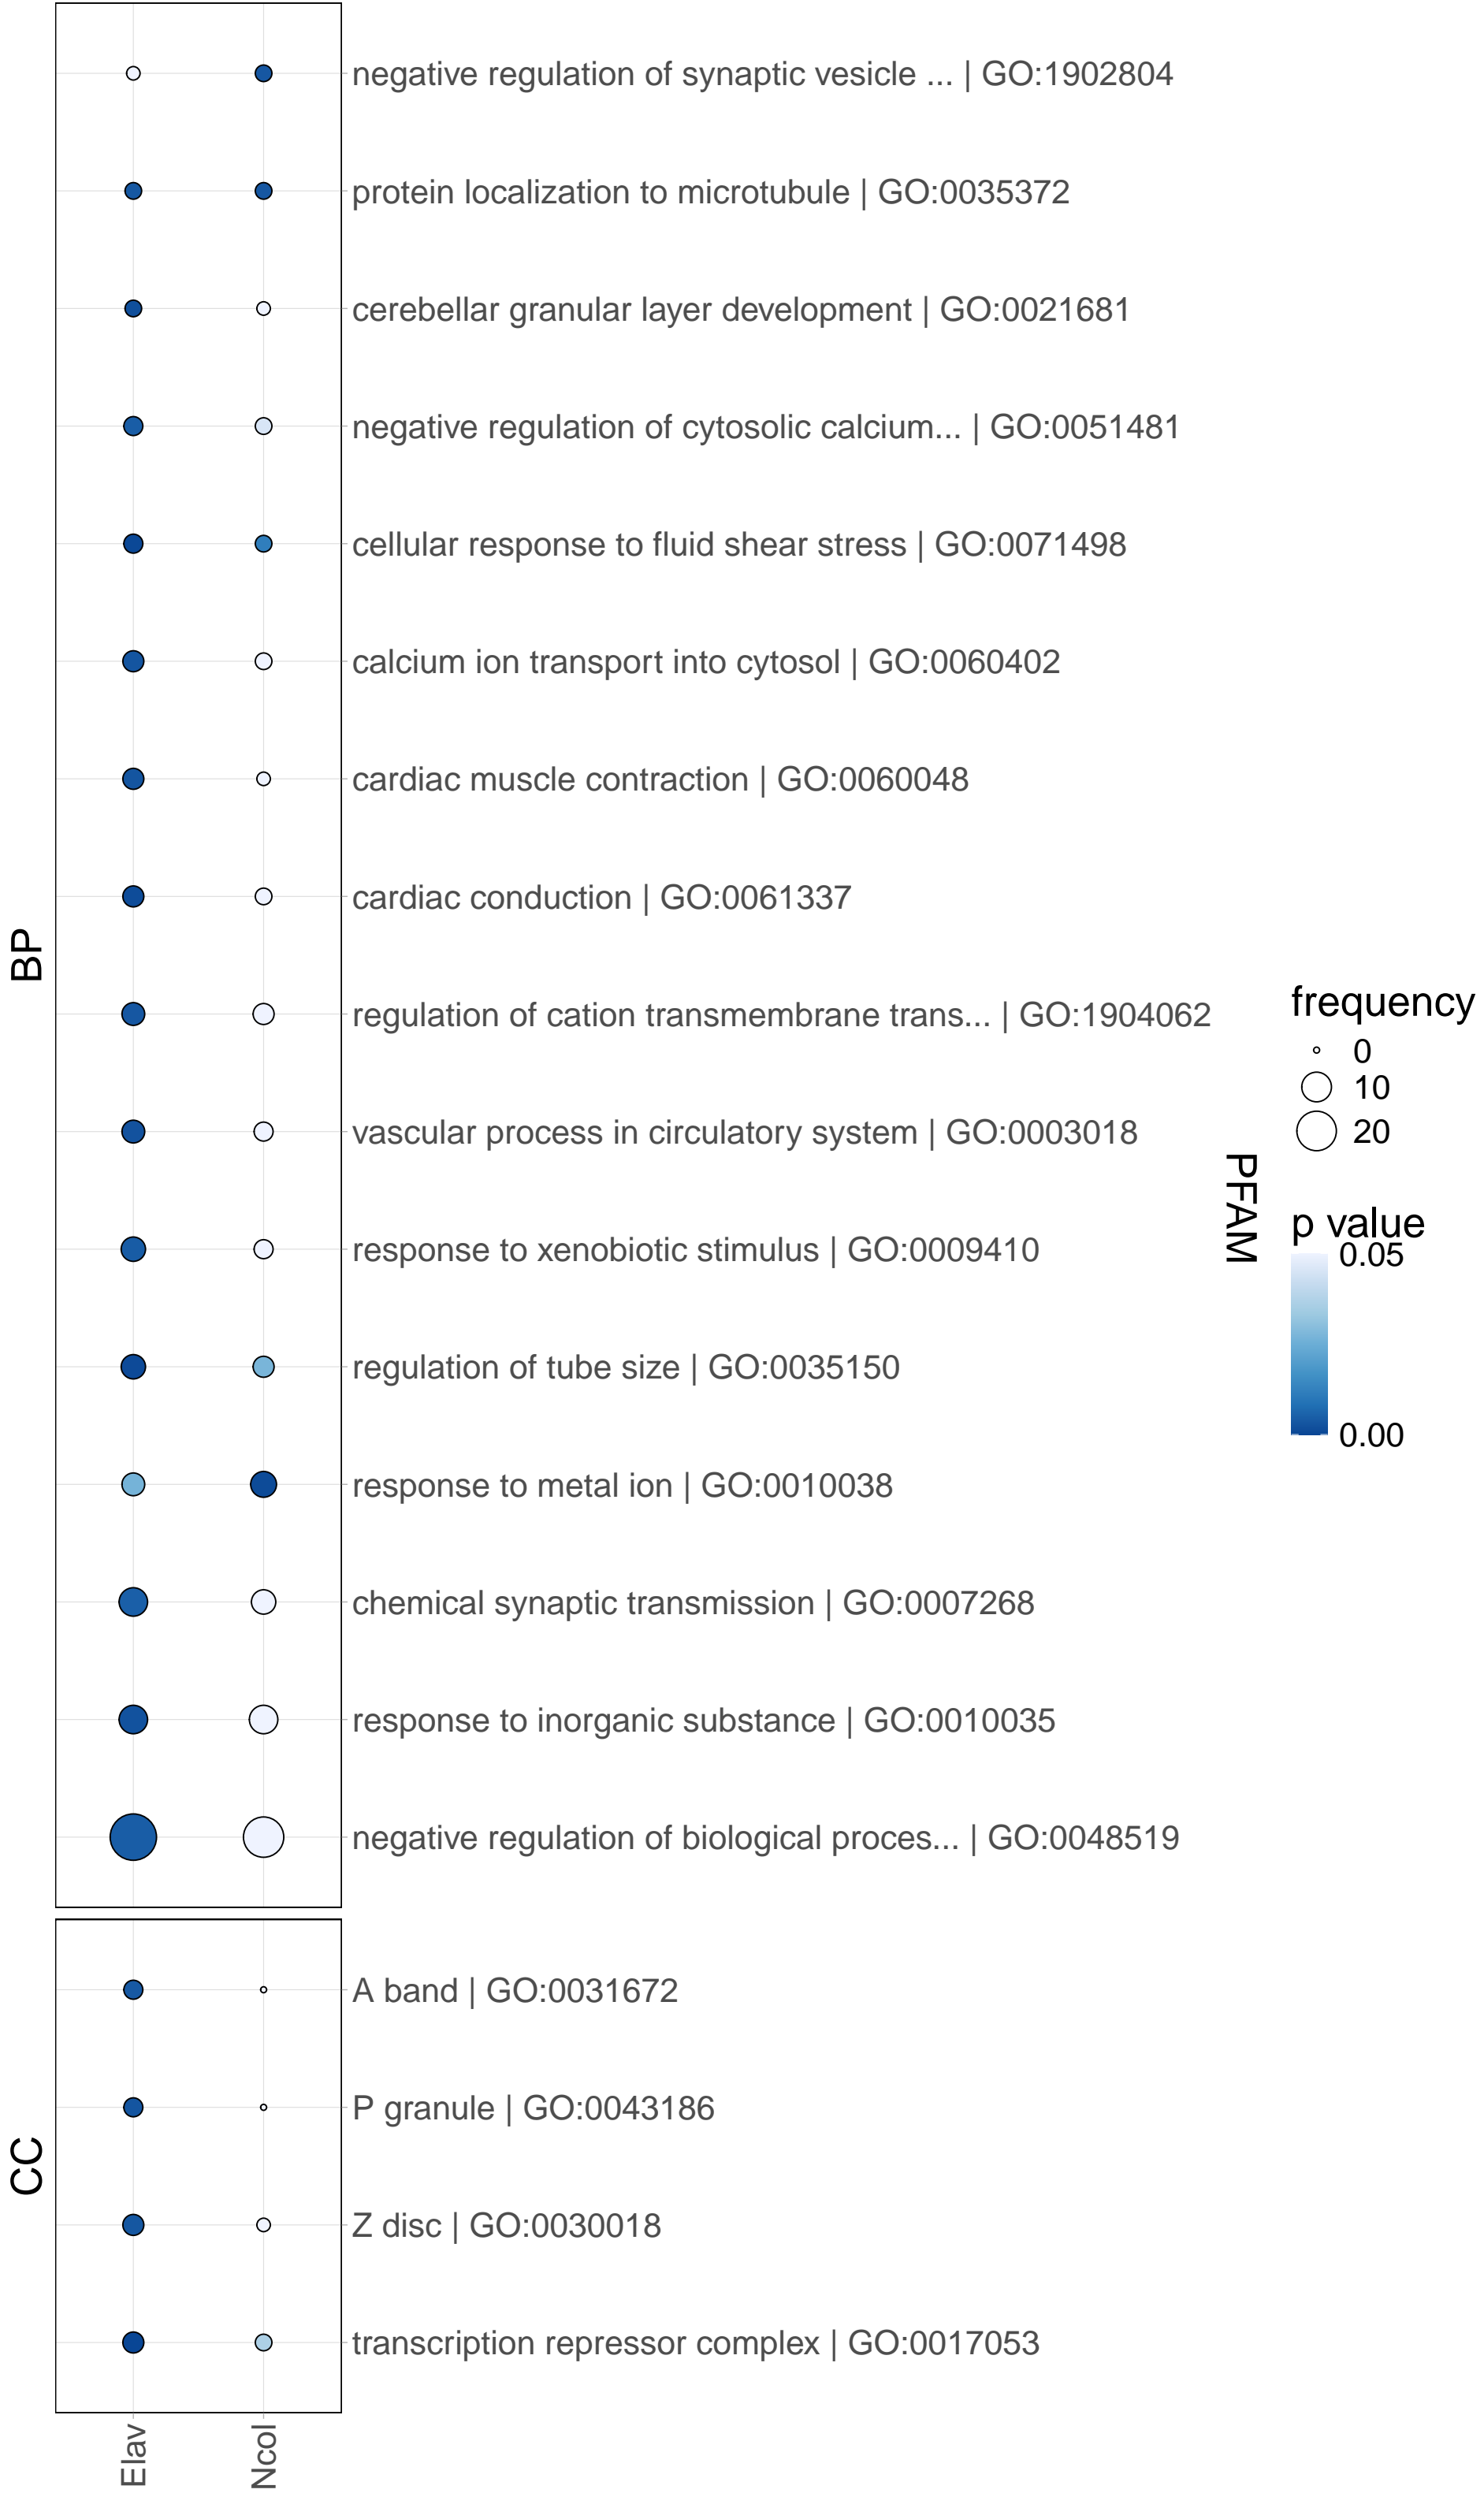 BP
negative regulation of synaptic vesicle ... | GO:1902804
protein localization to microtubule | GO:0035372
cerebellar granular layer development | GO:0021681
negative regulation of cytosolic calcium... | GO:0051481
cellular response to fluid shear stress | GO:0071498
calcium ion transport into cytosol | GO:0060402
cardiac muscle contraction | GO:0060048
cardiac conduction | GO:0061337
regulation of cation transmembrane trans... | GO:1904062
vascular process in circulatory system | GO:0003018
response to xenobiotic stimulus | GO:0009410
regulation of tube size | GO:0035150
response to metal ion | GO:0010038
chemical synaptic transmission | GO:0007268
response to inorganic substance | GO:0010035
negative regulation of biological proces... | GO:0048519
CC
A band | GO:0031672
P granule | GO:0043186
Z disc | GO:0030018
transcription repressor complex | GO:0017053
Elav
Ncol
PFAM
frequency
0
10
20
p value
0.05
0.00